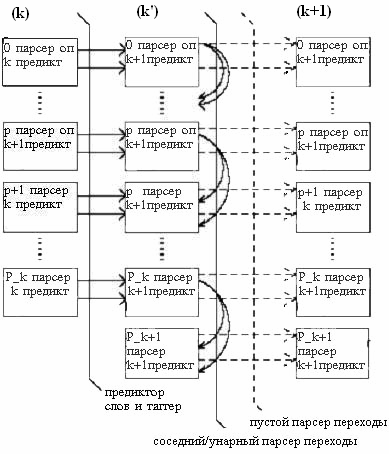 (k)
(k')
(k+1)
0 парсер оп
k предикт
0 парсер оп
k+1предикт
0 парсер оп
k+1предикт
p парсер оп
k+1предикт
p парсер оп
k+1предикт
p парсер оп
k+1предикт
p+1 парсер
k предикт
p парсер
k+1предикт
p+1 парсер
k предикт
P_k парсер
k предикт
P_k парсер
k+1предикт
P_k парсер
k+1предикт
P_k+1
парсер
k+1предикт
P_k+1
парсер
k+1предикт
предиктор
слов и таггер
пустой парсер переходы
соседний/унарный парсер переходы